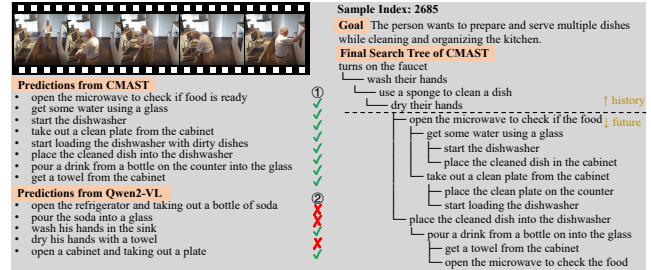 Predictions from CMAST
①
• open the microwave to check if food is ready
• get some water using a glass
• start the dishwasher
• take out a clean plate from the cabinet
• start loading the dishwasher with dirty dishes
• place the cleaned dish into the dishwasher
• pour a drink from a bottle on the counter into the glass
• get a towel from the cabinet
Predictions from Qwen2-VL
②
• open the refrigerator and taking out a bottle of soda
• pour the soda into a glass
• wash his hands in the sink
• dry his hands with a towel
• open a cabinet and taking out a plate
Sample Index: 2685
Goal The person wants to prepare and serve multiple dishes
while cleaning and organizing the kitchen.
Final Search Tree of CMAST
turns on the faucet
wash their hands
use a sponge to clean a dish
dry their hands
↑ history
open the microwave to check if the food
↓ future
get some water using a glass
start the dishwasher
place the cleaned dish in the cabinet
take out a clean plate from the cabinet
place the clean plate on the counter
start loading the dishwasher
place the cleaned dish into the dishwasher
pour a drink from a bottle on into the glass
get a towel from the cabinet
open the microwave to check the food